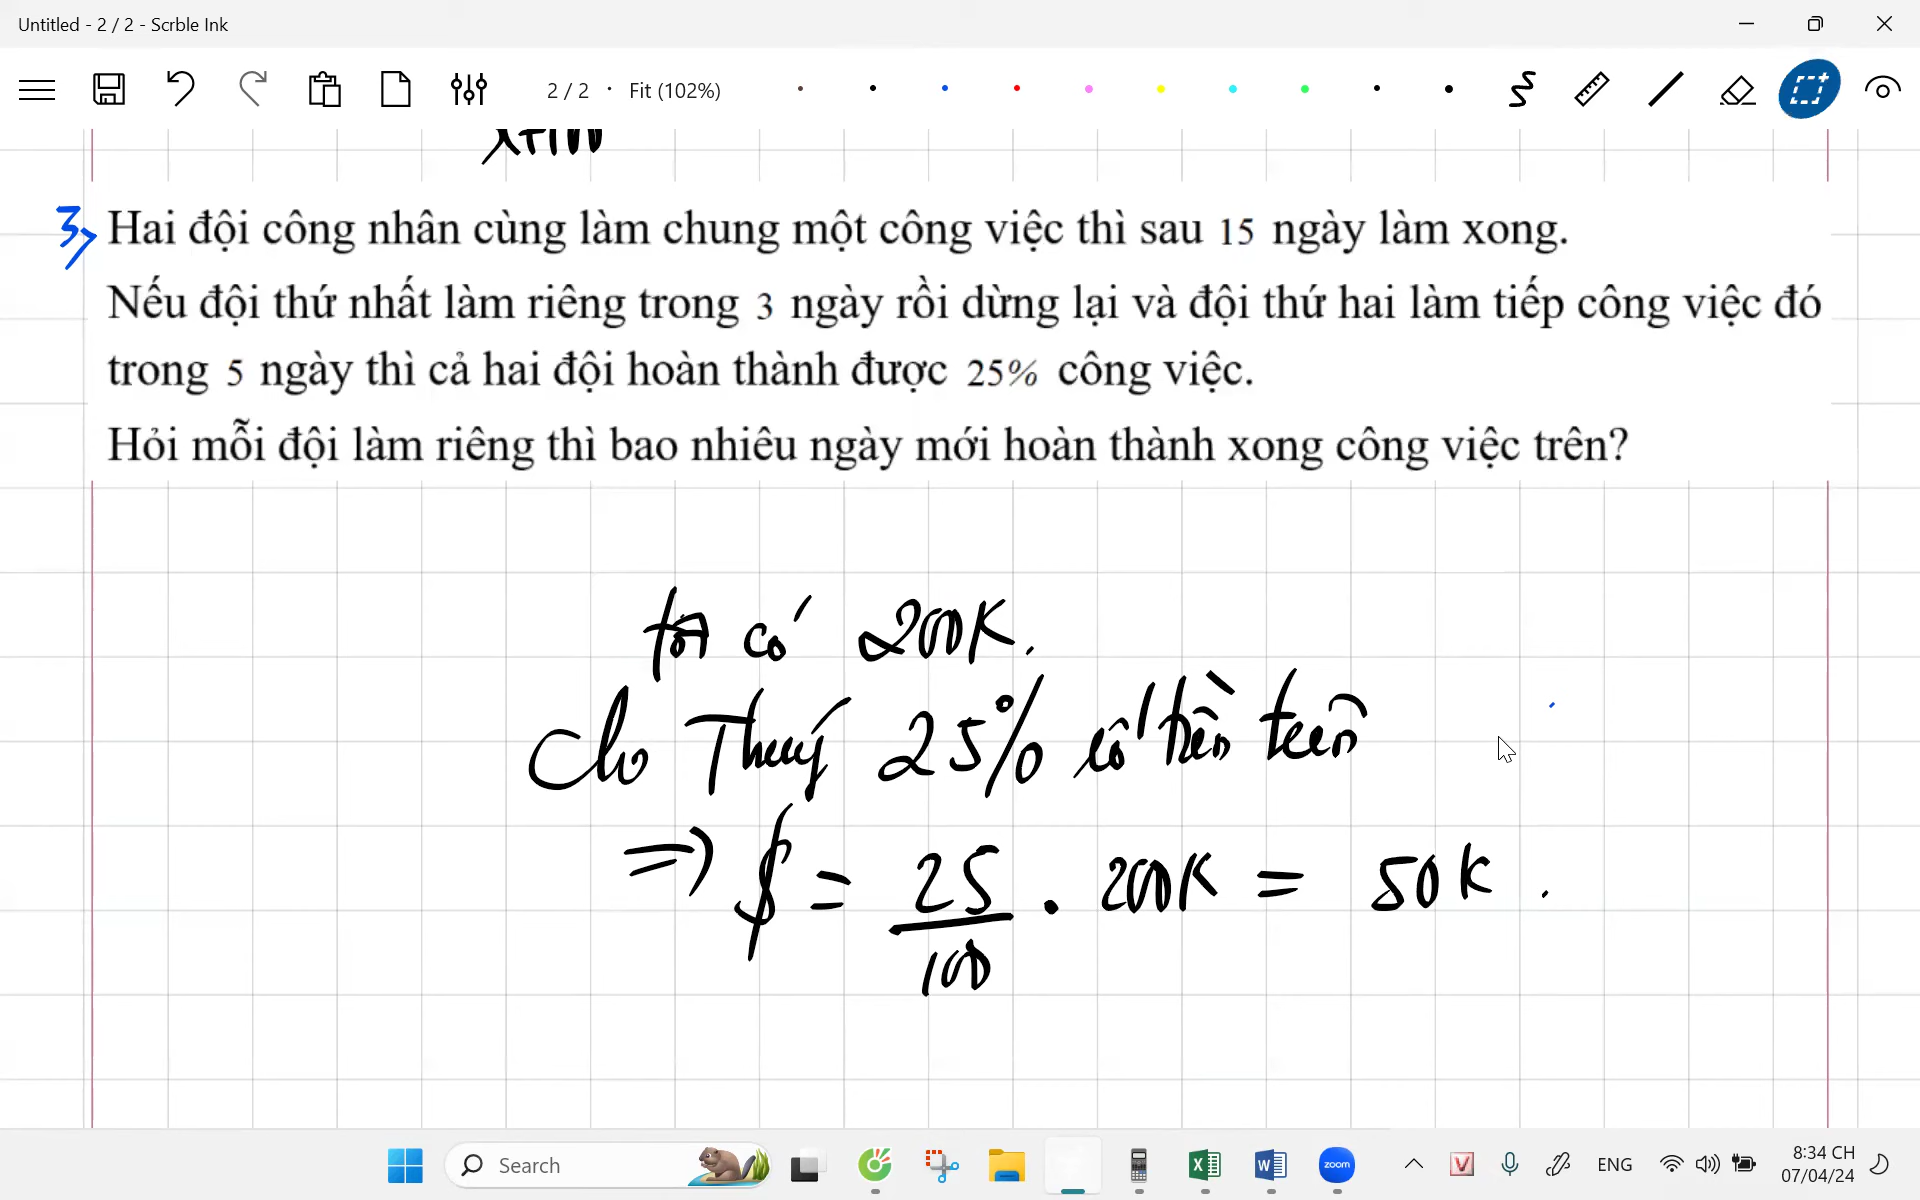 Untitled - 2 / 2 - Scrble Ink
2 / 2 · Fit (102%)
x+100
3, Hai đội công nhân cùng làm chung một công việc thì sau 15 ngày làm xong.
Nếu đội thứ nhất làm riêng trong 3 ngày rồi dừng lại và đội thứ hai làm tiếp công việc đó
trong 5 ngày thì cả hai đội hoàn thành được 25% công việc.
Hỏi mỗi đội làm riêng thì bao nhiêu ngày mới hoàn thành xong công việc trên?
có 200K.
cho Thuý 25% số tiền trên
=> $ = 25/100 . 200K = 50K .
Search
zoom
ENG
8:34 CH
07/04/24